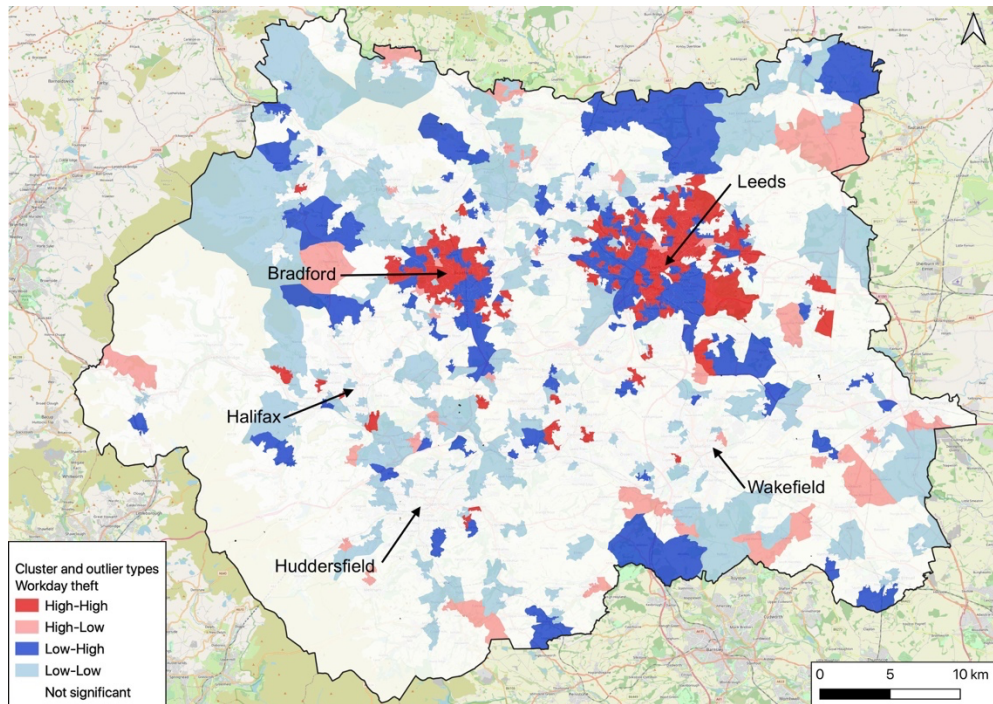 Leeds
Bradford
Halifax
Wakefield
Huddersfield
Cluster and outlier types
Workday theft
High-High
High-Low
Low-High
Low-Low
Not significant
0 5 10 km